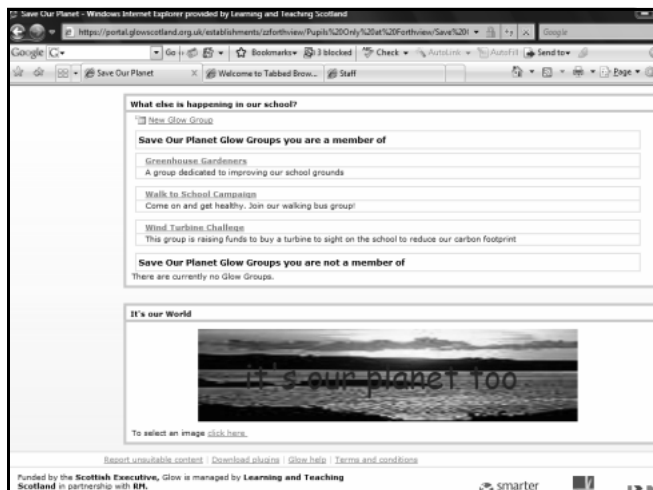 Save Our Planet - Windows Internet Explorer provided by Learning and Teaching Scotland
https://portal.glowscotland.org.uk/establishments/zzforthview/Pupils%20Only%20at%20Forthview/Save%20
Google
Google Go 3 blocked Bookmarks Check AutoLink AutoFill Send to
Save Our Planet Welcome to Tabbed Brow... Staff Page
What else is happening in our school?
New Glow Group
Save Our Planet Glow Groups you are a member of
Greenhouse Gardeners
A group dedicated to improving our school grounds
Walk to School Campaign
Come on and get healthy. Join our walking bus group!
Wind Turbine Challege
This group is raising funds to buy a turbine to sight on the school to reduce our carbon footprint
Save Our Planet Glow Groups you are not a member of
There are currently no Glow Groups.
It's our World
it's our planet too
To select an image click here.
Report unsuitable content | Download plugins | Glow help | Terms and conditions
Funded by the Scottish Executive, Glow is managed by Learning and Teaching
Scotland in partnership with RM.
smarter